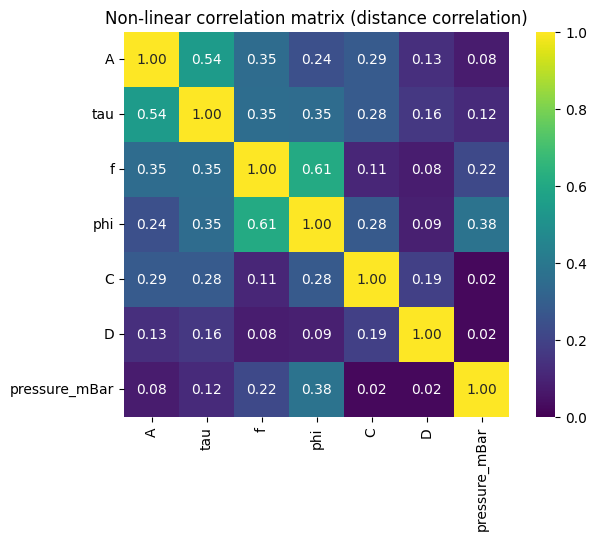 Non-linear correlation matrix (distance correlation)
A 1.00 0.54 0.35 0.24 0.29 0.13 0.08
tau 0.54 1.00 0.35 0.35 0.28 0.16 0.12
f 0.35 0.35 1.00 0.61 0.11 0.08 0.22
phi 0.24 0.35 0.61 1.00 0.28 0.09 0.38
C 0.29 0.28 0.11 0.28 1.00 0.19 0.02
D 0.13 0.16 0.08 0.09 0.19 1.00 0.02
pressure_mBar 0.08 0.12 0.22 0.38 0.02 0.02 1.00
A tau f phi C D pressure_mBar
1.0
0.8
0.6
0.4
0.2
0.0